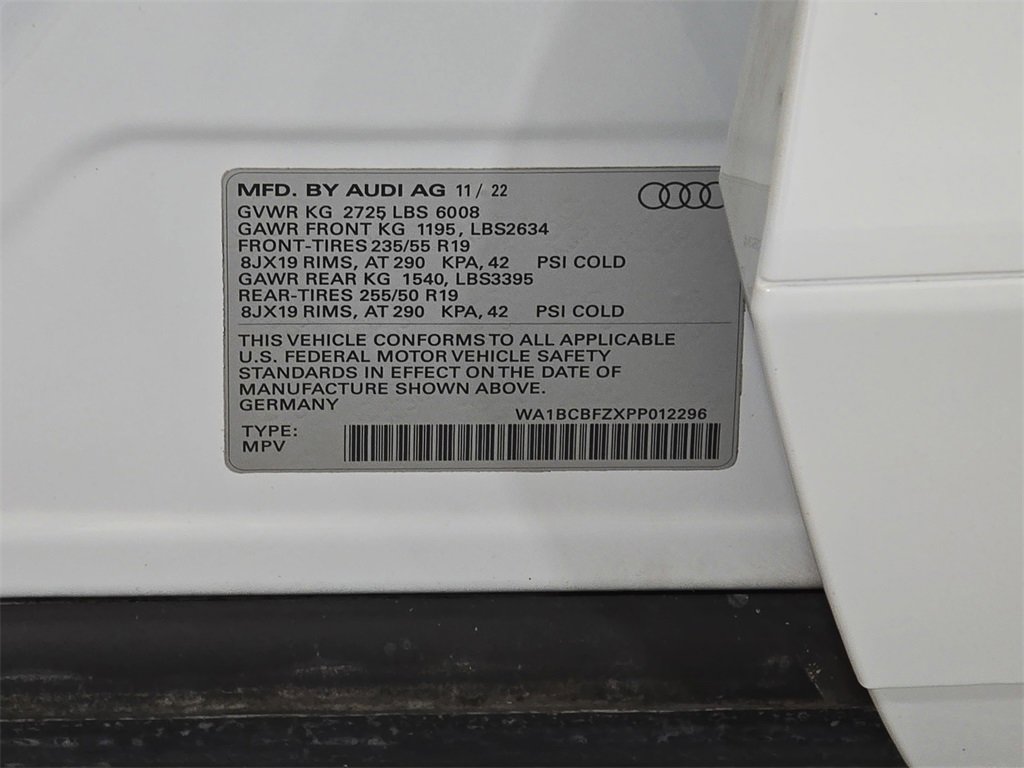 MFD. BY AUDI AG 11 / 22
GVWR KG 2725 LBS 6008
GAWR FRONT KG 1195, LBS2634
FRONT-TIRES 235/55 R19
8JX19 RIMS, AT 290 KPA, 42 PSI COLD
GAWR REAR KG 1540, LBS3395
REAR-TIRES 255/50 R19
8JX19 RIMS, AT 290 KPA, 42 PSI COLD
THIS VEHICLE CONFORMS TO ALL APPLICABLE
U.S. FEDERAL MOTOR VEHICLE SAFETY
STANDARDS IN EFFECT ON THE DATE OF
MANUFACTURE SHOWN ABOVE.
GERMANY
WA1BCBFZXPP012296
TYPE:
MPV